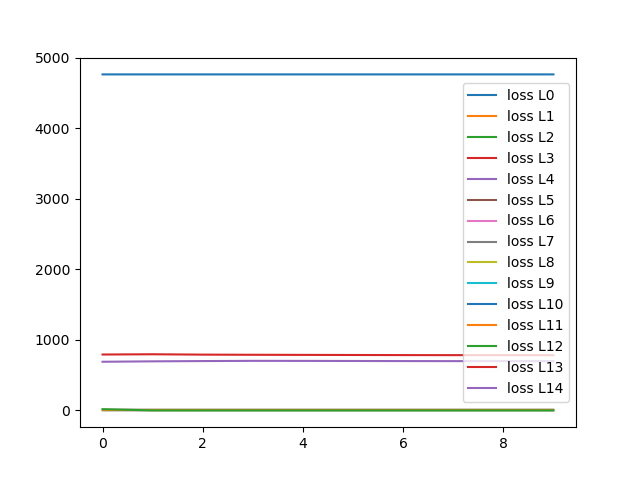 5000
4000
3000
2000
1000
0
0
2
4
6
8
loss L0
loss L1
loss L2
loss L3
loss L4
loss L5
loss L6
loss L7
loss L8
loss L9
loss L10
loss L11
loss L12
loss L13
loss L14